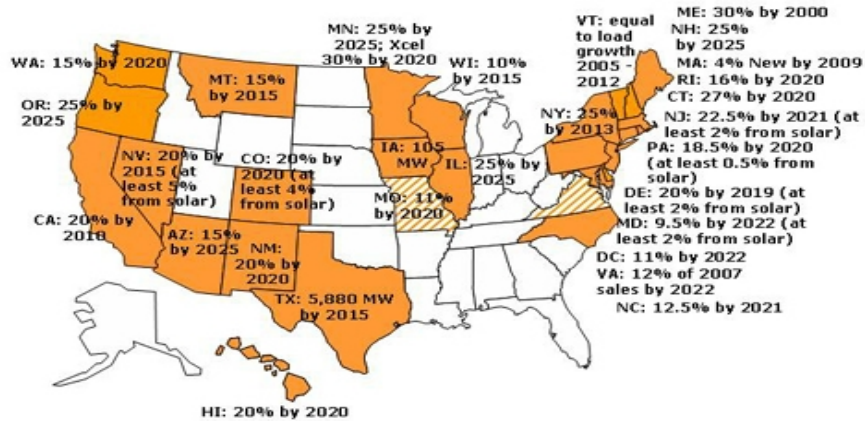 WA: 15% by 2020
OR: 25% by
2025
CA: 20% by
2010
MT: 15%
by 2015
NV: 20% by
2015 (at
least 5%
from solar)
CO: 20% by
2020 (at
least 4%
from solar)
AZ: 15%
by 2025
NM:
20% by
2020
TX: 5,880 MW
by 2015
HI: 20% by 2020
MN: 25% by
2025; Xcel
30% by 2020
IA: 105
MW
MO: 11%
by 2020
WI: 10%
by 2015
IL: 25% by
2025
NY: 25%
by 2013
VT: equal
to load
growth
2005 -
2012
ME: 30% by 2000
NH: 25%
by 2025
MA: 4% New by 2009
RI: 16% by 2020
CT: 27% by 2020
NJ: 22.5% by 2021 (at
least 2% from solar)
PA: 18.5% by 2020
(at least 0.5% from
solar)
DE: 20% by 2019 (at
least 2% from solar)
MD: 9.5% by 2022 (at
least 2% from solar)
DC: 11% by 2022
VA: 12% of 2007
sales by 2022
NC: 12.5% by 2021